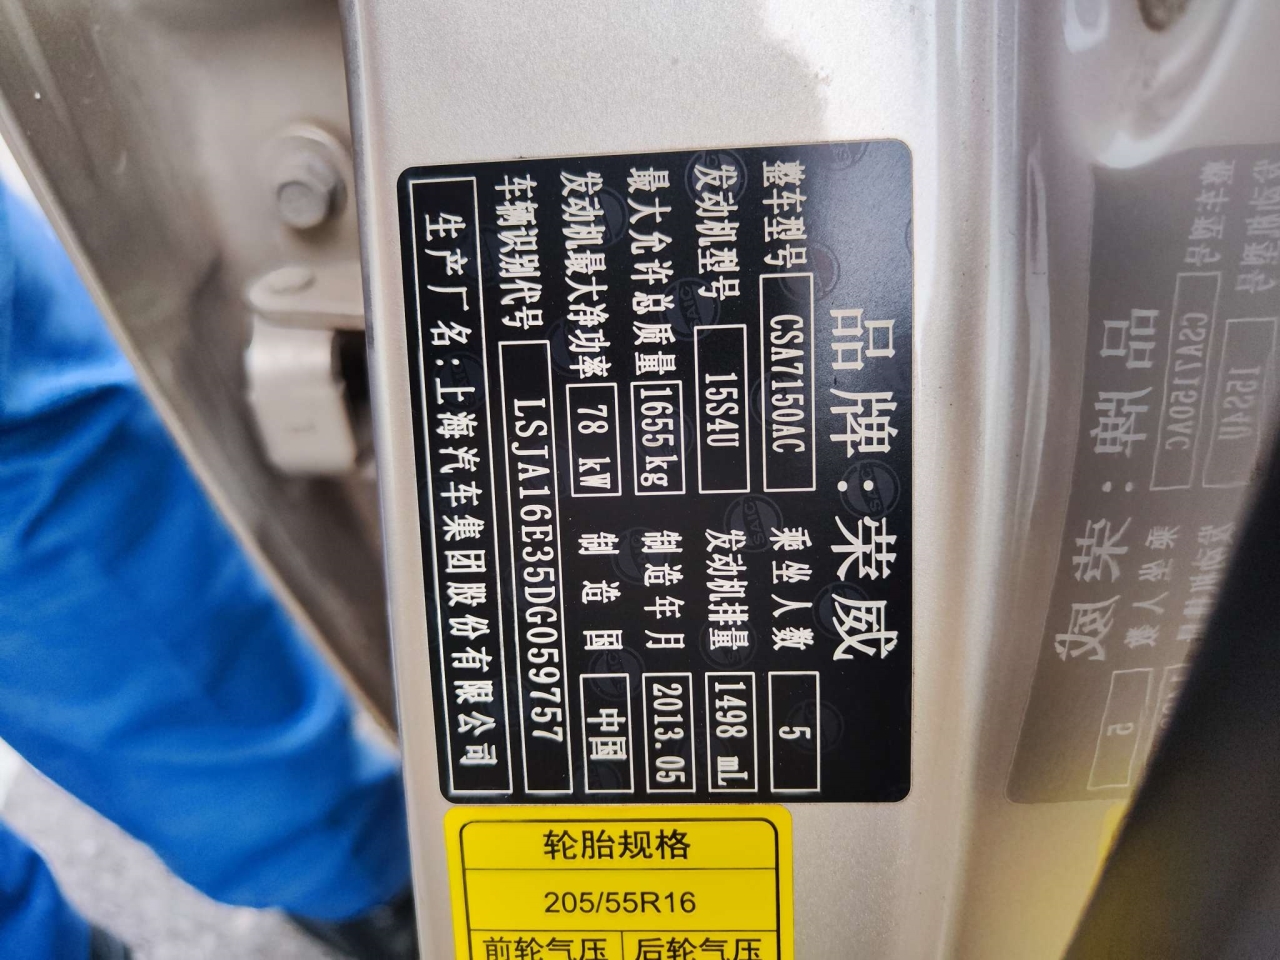 品牌:荣威
整车型号 CSA7150AC 乘坐人数 5
发动机型号 15S4U 发动机排量 1498 mL
最大允许总质量 1655kg 制造年月 2013.05
发动机最大净功率 78 kW 制造国 中国
车辆识别代号 LSJA16E35DG059757
生产厂名:上海汽车集团股份有限公司
轮胎规格
205/55R16
前轮气压 后轮气压